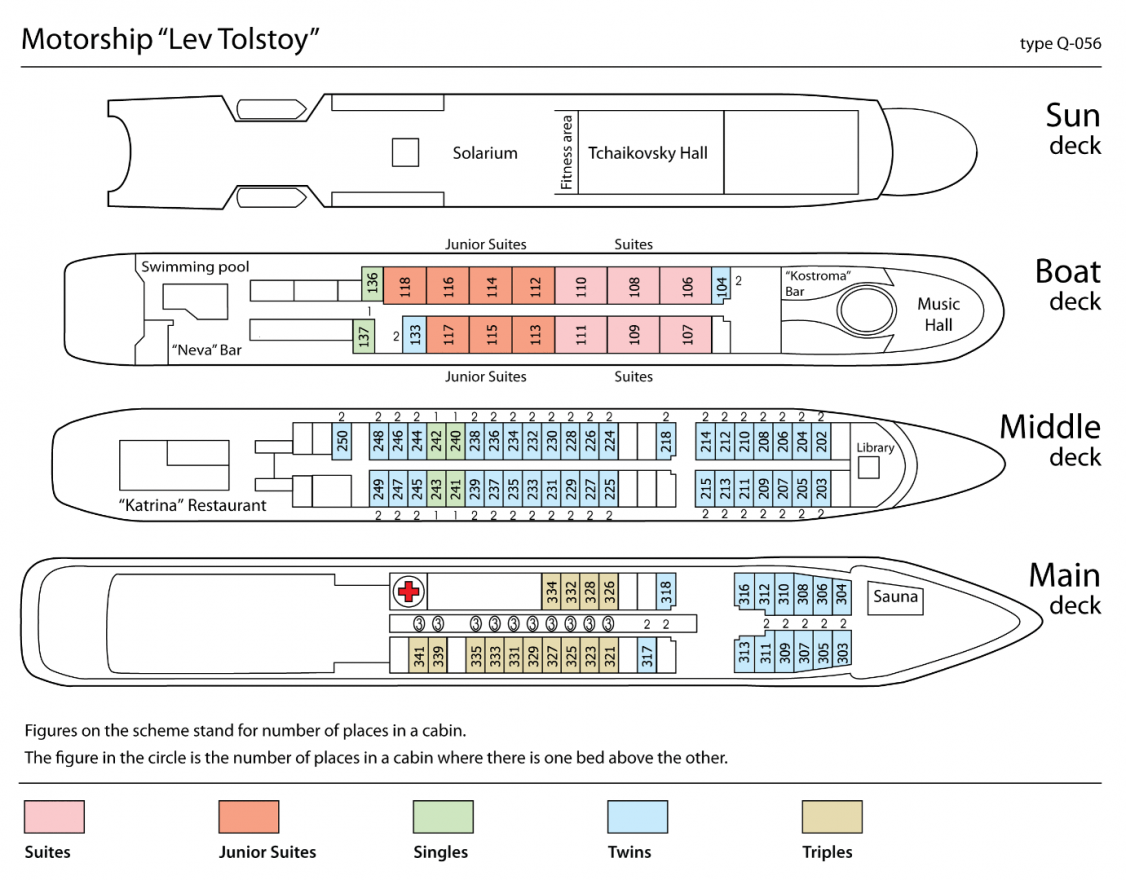 Motorship “Lev Tolstoy”
type Q-056
Sun
deck
Solarium
Fitness area
Tchaikovsky Hall
Junior Suites
Suites
Boat
deck
Swimming pool
136
118
116
114
112
110
108
106
104
2
“Kostroma”
Bar
Music
Hall
1
137
2
133
117
115
113
111
109
107
“Neva” Bar
Junior Suites
Suites
Middle
deck
2 2 2 2 1 1 2 2 2 2 2 2 2 2 2 2 2 2 2 2 2 2
250
248
246
244
242
240
238
236
234
232
230
228
226
224
218
214
212
210
208
206
204
202
Library
249
247
245
243
241
239
237
235
233
231
229
227
225
215
213
211
209
207
205
203
2 2 2 1 1 2 2 2 2 2 2 2 2 2 2 2 2 2 2 2
“Katrina” Restaurant
Main
deck
334
332
328
326
318
316
312
310
308
306
304
Sauna
3 3 3 3 3 3 3 3 3 3 2 2 2 2 2 2 2
341
339
335
333
331
329
327
325
323
321
317
313
311
309
307
305
303
Figures on the scheme stand for number of places in a cabin.
The figure in the circle is the number of places in a cabin where there is one bed above the other.
Suites
Junior Suites
Singles
Twins
Triples